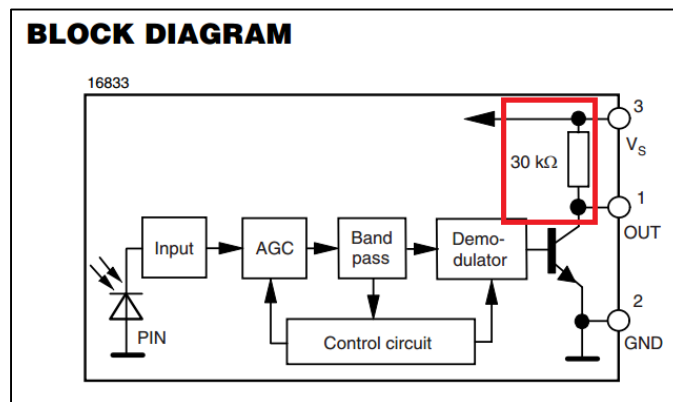 BLOCK DIAGRAM
16833
3
V_S
30 kΩ
1
OUT
Input
AGC
Band
pass
Demo-
dulator
2
GND
PIN
Control circuit